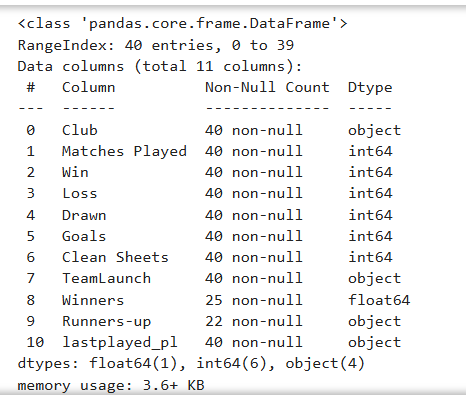 <class 'pandas.core.frame.DataFrame'>
RangeIndex: 40 entries, 0 to 39
Data columns (total 11 columns):
 #   Column          Non-Null Count  Dtype
---  ------          --------------  -----
 0   Club            40 non-null     object
 1   Matches Played  40 non-null     int64
 2   Win             40 non-null     int64
 3   Loss            40 non-null     int64
 4   Drawn           40 non-null     int64
 5   Goals           40 non-null     int64
 6   Clean Sheets    40 non-null     int64
 7   TeamLaunch      40 non-null     object
 8   Winners         25 non-null     float64
 9   Runners-up      22 non-null     object
 10  lastplayed_pl   40 non-null     object
dtypes: float64(1), int64(6), object(4)
memory usage: 3.6+ KB